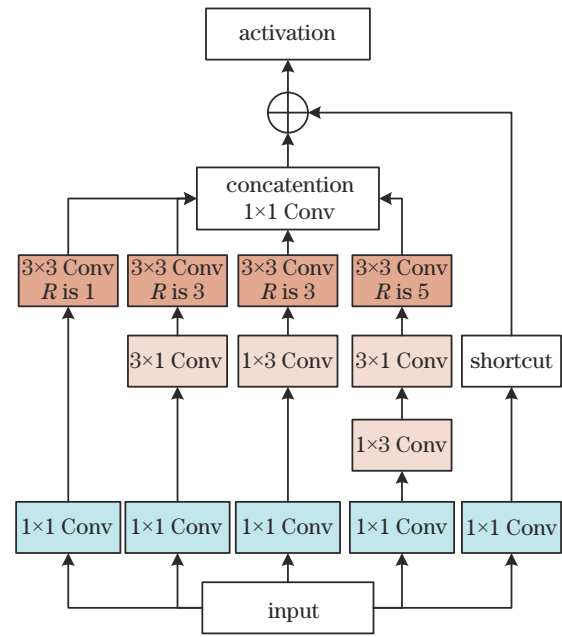 activation
concatention
1×1 Conv
3×3 Conv
R is 1
3×3 Conv
R is 3
3×3 Conv
R is 3
3×3 Conv
R is 5
3×1 Conv
1×3 Conv
3×1 Conv
shortcut
1×3 Conv
1×1 Conv
1×1 Conv
1×1 Conv
1×1 Conv
1×1 Conv
input